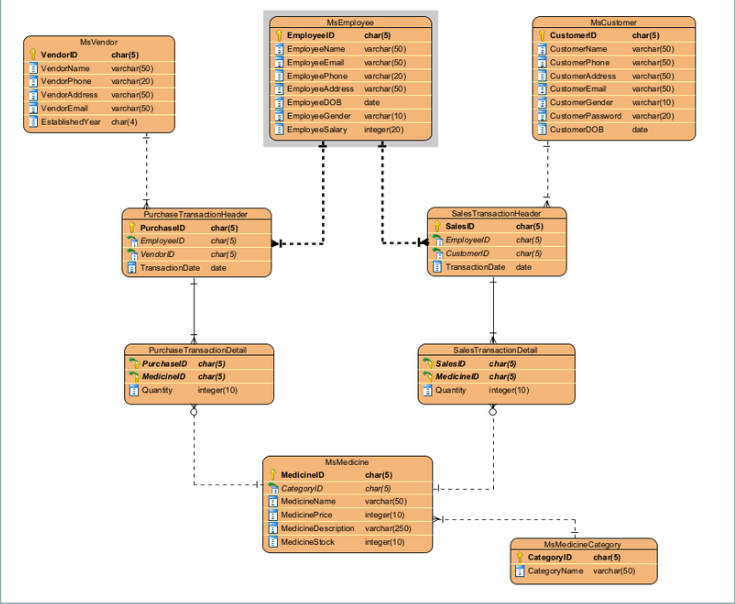 MsVendor
VendorID char(5)
VendorName varchar(50)
VendorPhone varchar(20)
VendorAddress varchar(50)
VendorEmail varchar(50)
EstablishedYear char(4)
MsEmployee
EmployeeID char(5)
EmployeeName varchar(50)
EmployeeEmail varchar(50)
EmployeePhone varchar(20)
EmployeeAddress varchar(50)
EmployeeDOB date
EmployeeGender varchar(10)
EmployeeSalary integer(20)
MsCustomer
CustomerID char(5)
CustomerName varchar(50)
CustomerPhone varchar(50)
CustomerAddress varchar(50)
CustomerEmail varchar(50)
CustomerGender varchar(10)
CustomerPassword varchar(20)
CustomerDOB date
PurchaseTransactionHeader
PurchaseID char(5)
EmployeeID char(5)
VendorID char(5)
TransactionDate date
SalesTransactionHeader
SalesID char(5)
EmployeeID char(5)
CustomerID char(5)
TransactionDate date
PurchaseTransactionDetail
PurchaseID char(5)
MedicineID char(5)
Quantity integer(10)
SalesTransactionDetail
SalesID char(5)
MedicineID char(5)
Quantity integer(10)
MsMedicine
MedicineID char(5)
CategoryID char(5)
MedicineName varchar(50)
MedicinePrice integer(10)
MedicineDescription varchar(250)
MedicineStock integer(10)
MsMedicineCategory
CategoryID char(5)
CategoryName varchar(50)